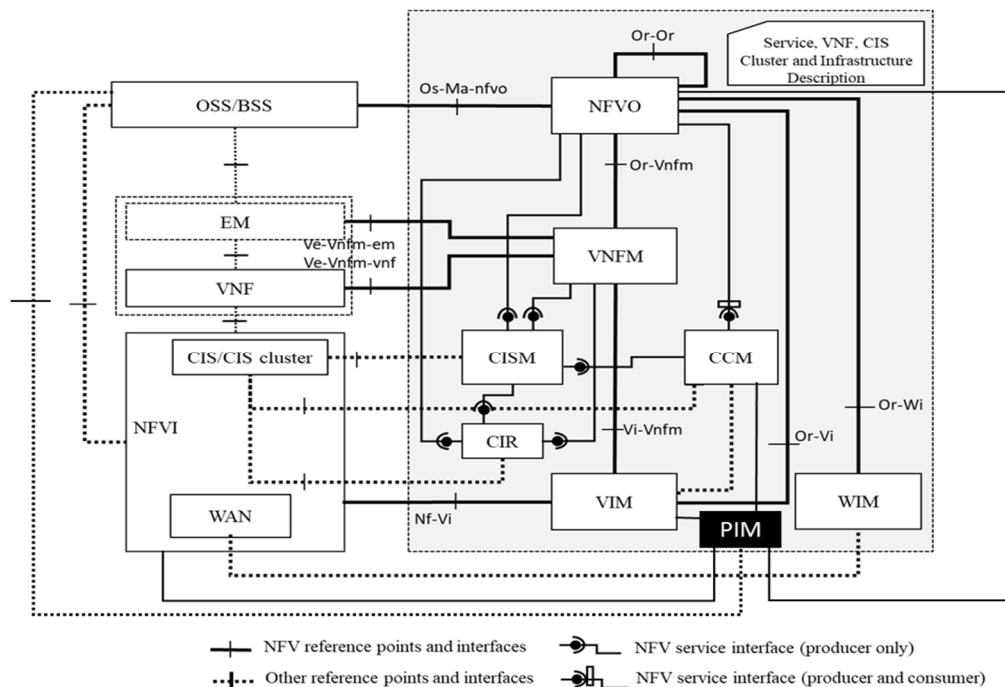 Or-Or
Service, VNF, CIS
Cluster and Infrastructure
Description
OSS/BSS
Os-Ma-nfvo
NFVO
Or-Vnfm
EM
Ve-Vnfm-em
Ve-Vnfm-vnf
VNFM
VNF
CIS/CIS cluster
CISM
CCM
NFVI
CIR
Vi-Vnfm
Or-Wi
Or-Vi
WAN
Nf-Vi
VIM
PIM
WIM
NFV reference points and interfaces
NFV service interface (producer only)
Other reference points and interfaces
NFV service interface (producer and consumer)